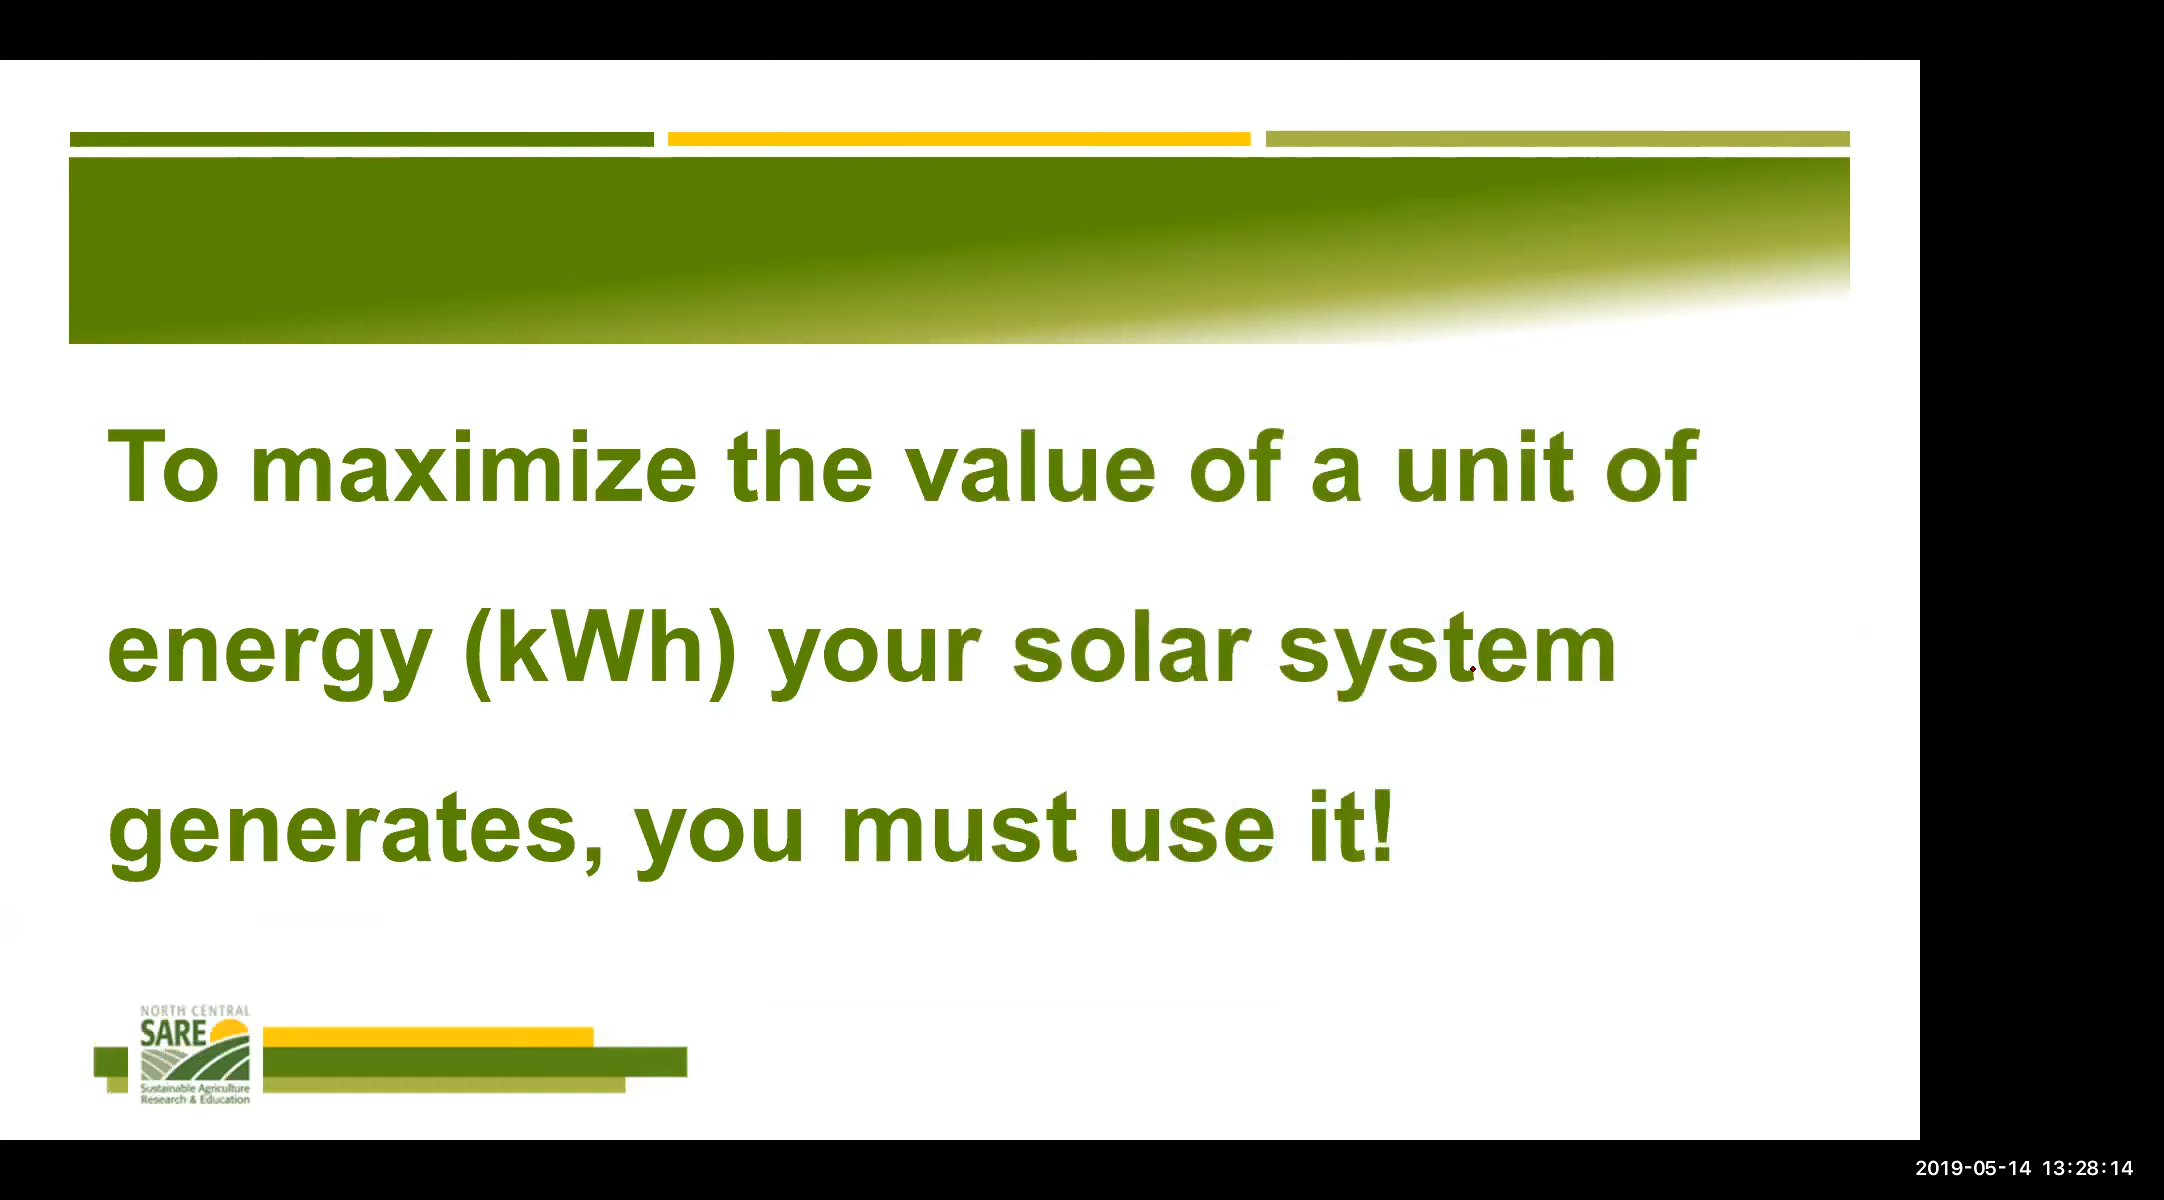 To maximize the value of a unit of
energy (kWh) your solar system
generates, you must use it!
NORTH CENTRAL
SARE
Sustainable Agriculture
Research & Education
2019-05-14 13:28:14